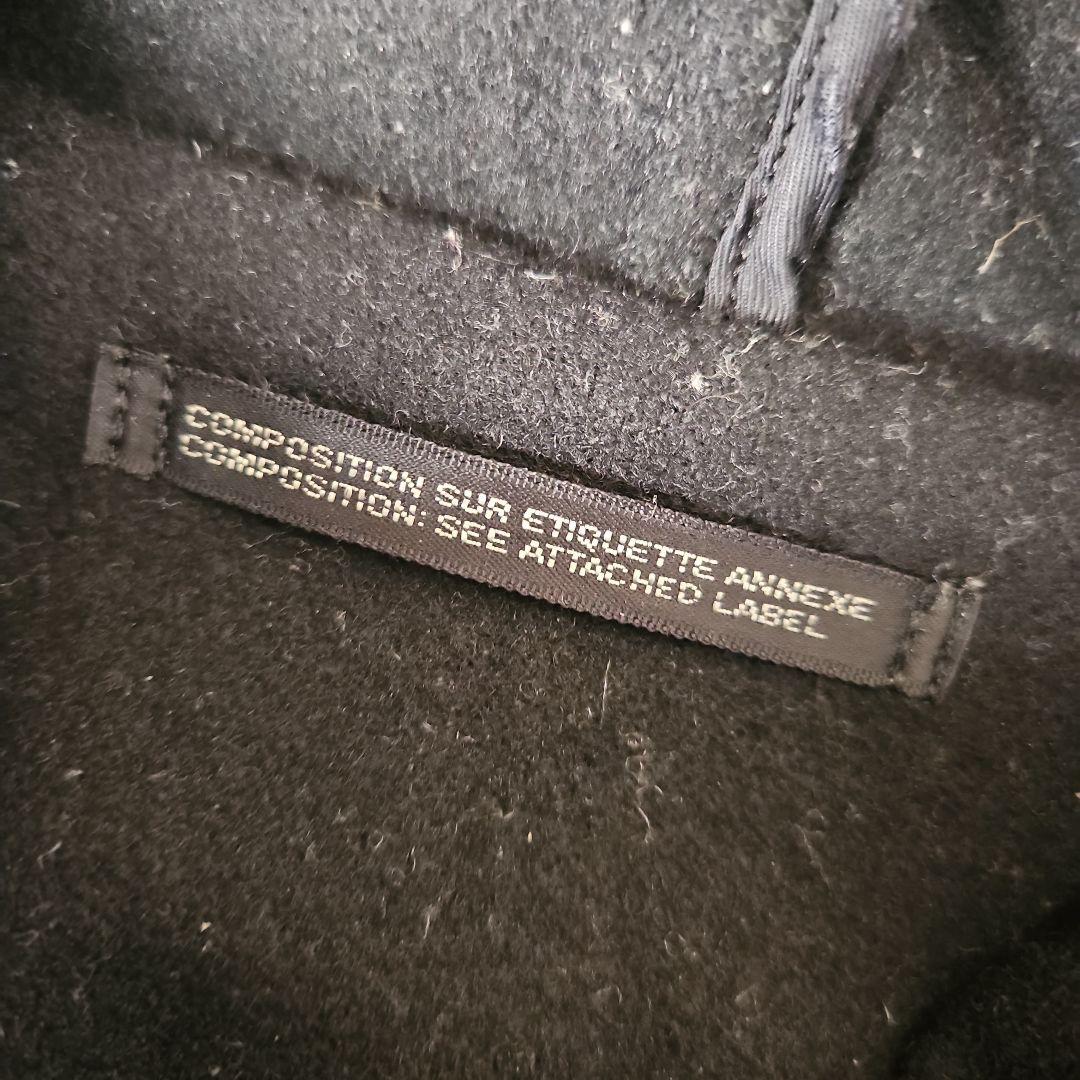 COMPOSITION SUR ETIQUETTE ANNEXE
COMPOSITION: SEE ATTACHED LABEL